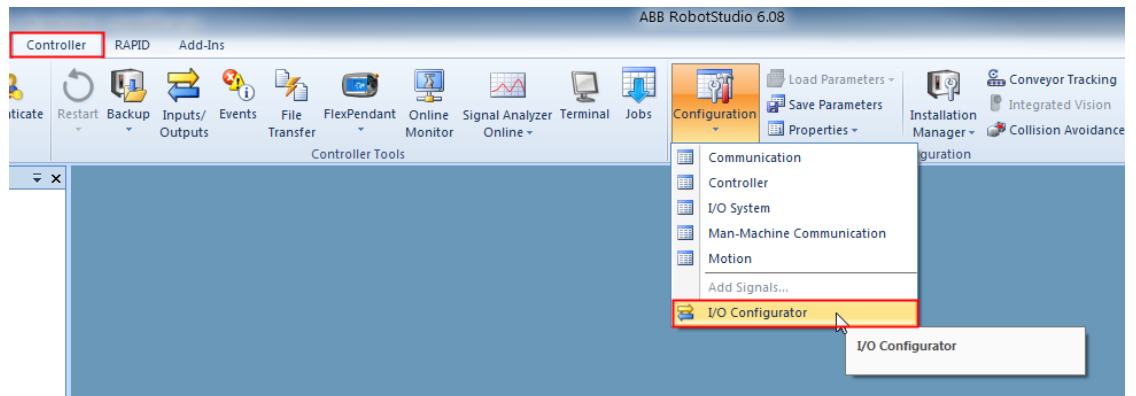 ABB RobotStudio 6.08
Controller RAPID Add-Ins
Restart Backup Inputs/ Outputs Events File Transfer FlexPendant Online Monitor Signal Analyzer Online Terminal Jobs Configuration
Load Parameters
Save Parameters
Properties
Installation Manager
Conveyor Tracking
Integrated Vision
Collision Avoidance
Controller Tools
Communication
Controller
I/O System
Man-Machine Communication
Motion
Add Signals...
I/O Configurator
I/O Configurator